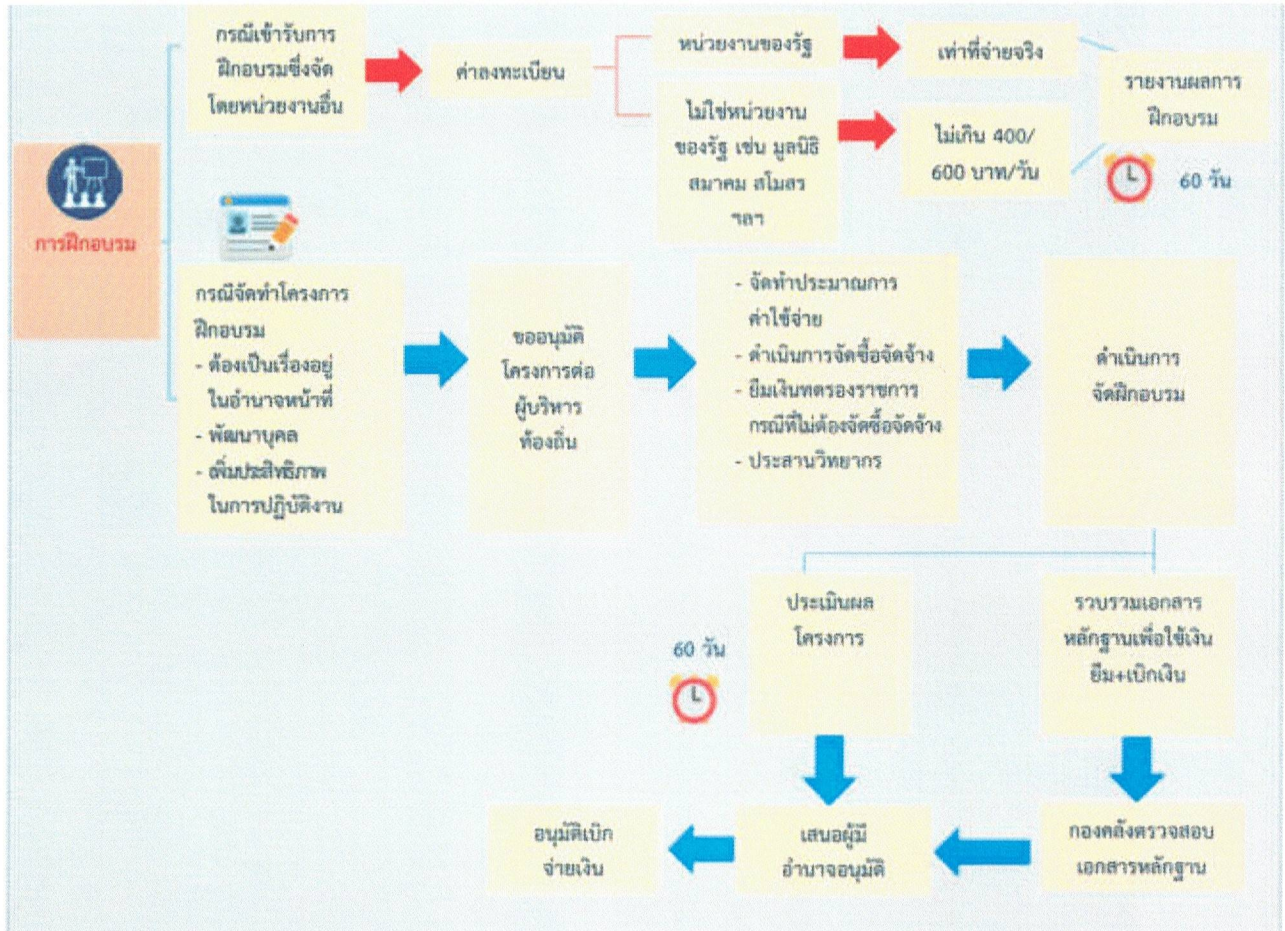 การฝึกอบรม
กรณีเข้ารับการ
ฝึกอบรมซึ่งจัด
โดยหน่วยงานอื่น
ค่าลงทะเบียน
หน่วยงานของรัฐ
เท่าที่จ่ายจริง
ไม่ใช่หน่วยงาน
ของรัฐ เช่น มูลนิธิ
สมาคม สโมสร
ฯลฯ
ไม่เกิน 400/
600 บาท/วัน
รายงานผลการ
ฝึกอบรม
60 วัน
กรณีจัดทำโครงการ
ฝึกอบรม
- ต้องเป็นเรื่องอยู่
ในอำนาจหน้าที่
- พัฒนาบุคล
- เพิ่มประสิทธิภาพ
ในการปฏิบัติงาน
ขออนุมัติ
โครงการต่อ
ผู้บริหาร
ท้องถิ่น
- จัดทำประมาณการ
ค่าใช้จ่าย
- ดำเนินการจัดซื้อจัดจ้าง
- ยืมเงินทดรองราชการ
กรณีที่ไม่ต้องจัดซื้อจัดจ้าง
- ประสานวิทยากร
ดำเนินการ
จัดฝึกอบรม
ประเมินผล
โครงการ
60 วัน
รวบรวมเอกสาร
หลักฐานเพื่อใช้เงิน
ยืม+เบิกเงิน
กองคลังตรวจสอบ
เอกสารหลักฐาน
เสนอผู้มี
อำนาจอนุมัติ
อนุมัติเบิก
จ่ายเงิน